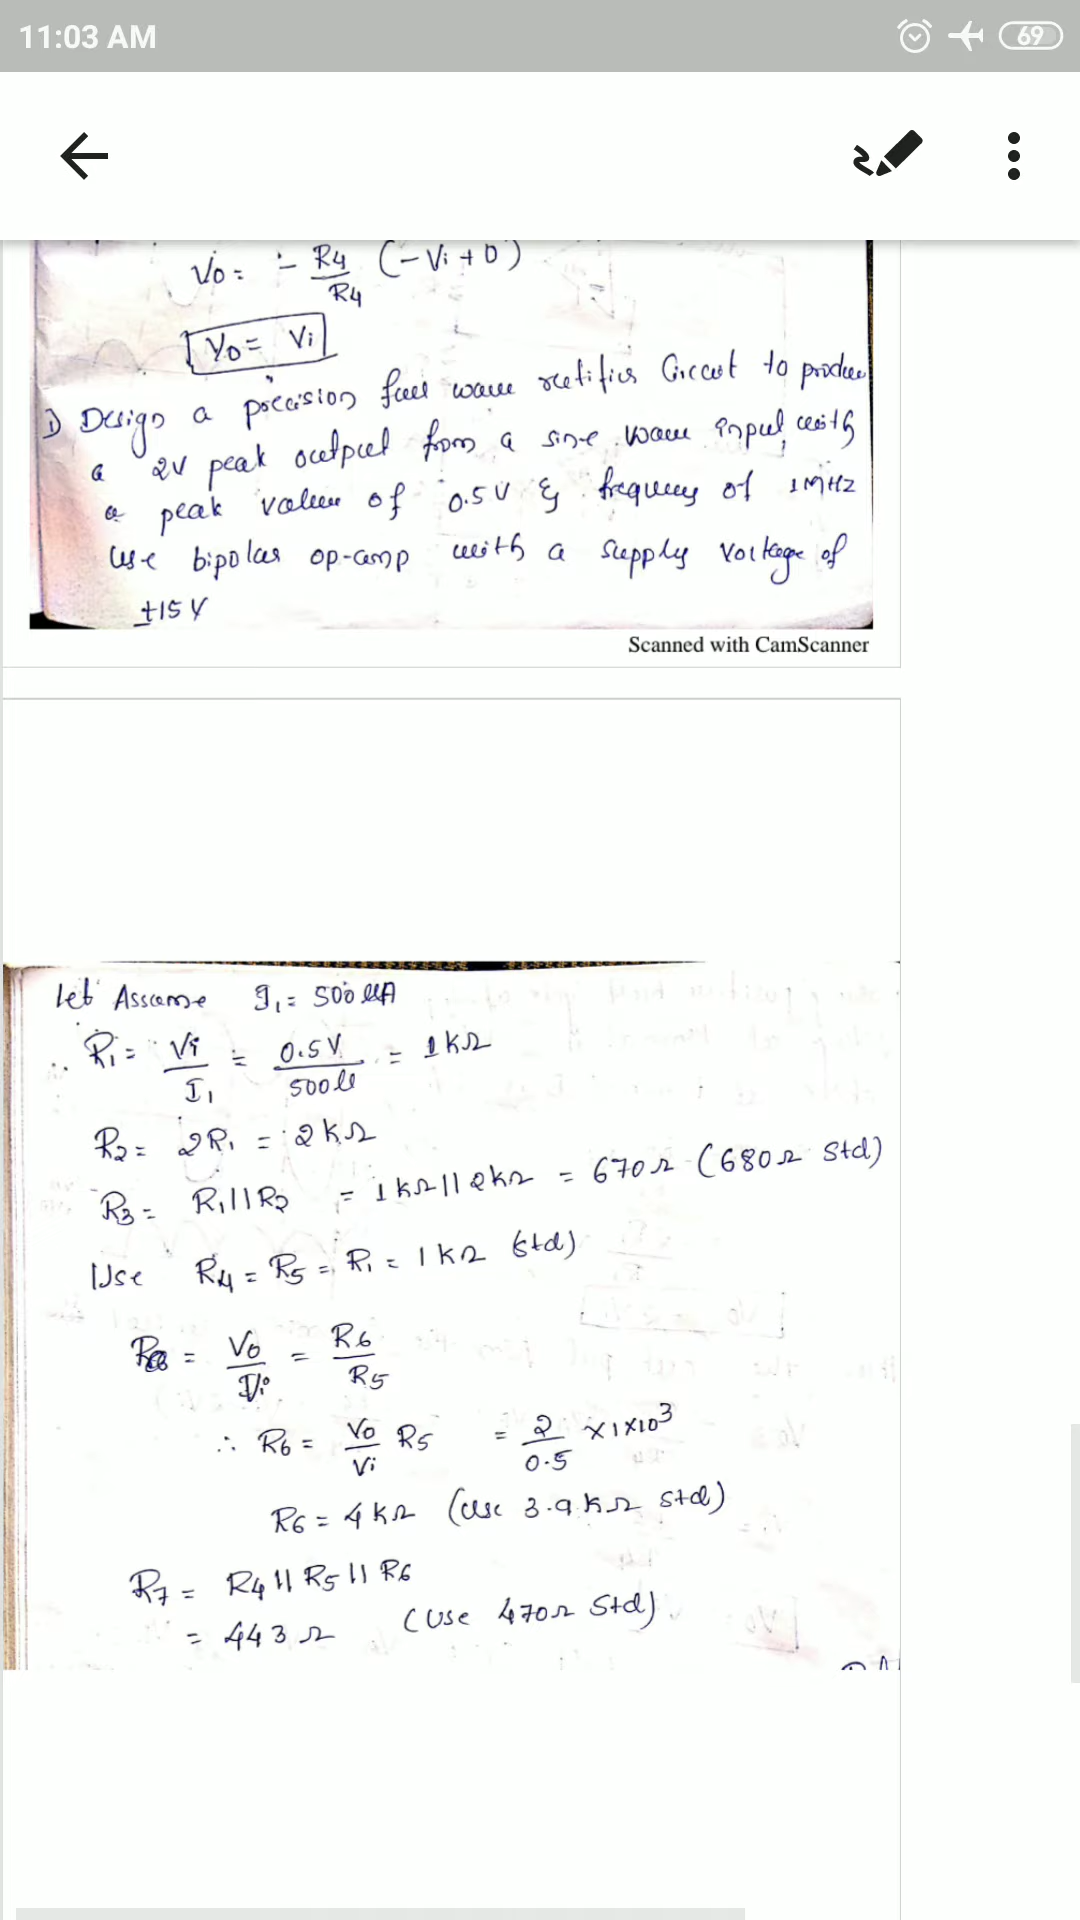 11:03 AM
69
Vo = - R4/R4 (-Vi + 0)
Vo = Vi
1) Design a precision full wave rectifier Circuit to produce
a 2V peak output from a sine wave input with
a peak value of 0.5V & frequency of 1MHz
Use bipolar op-amp with a supply Voltage of
±15V
Scanned with CamScanner
Let Assume I1 = 500 μA
∴ R1 = Vi/I1 = 0.5V/500μ = 1kΩ
R2 = 2R1 = 2kΩ
R3 = R1||R2 = 1kΩ||2kΩ = 670Ω (680Ω Std)
Use R4 = R5 = R1 = 1kΩ Std)
= Vo/Vi = R6/R5
∴ R6 = Vo/Vi R5 = 2/0.5 ×1×10³
R6 = 4kΩ (use 3.9kΩ Std)
R7 = R4||R5||R6
= 443Ω (Use 470Ω Std)